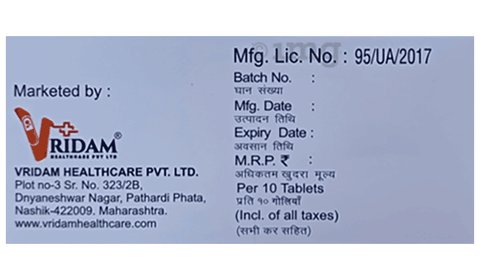 Marketed by :
VRIDAM®
HEALTHCARE PVT LTD
VRIDAM HEALTHCARE PVT. LTD.
Plot no-3 Sr. No. 323/2B,
Dnyaneshwar Nagar, Pathardi Phata,
Nashik-422009. Maharashtra.
www.vridamhealthcare.com
1mg
Mfg. Lic. No. : 95/UA/2017
Batch No. :
घान संख्या
Mfg. Date :
उत्पादन तिथि
Expiry Date :
अवसान तिथि
M.R.P. ₹ :
अधिकतम खुदरा मूल्य
Per 10 Tablets
प्रति १० गोलियाँ
(Incl. of all taxes)
(सभी कर सहित)